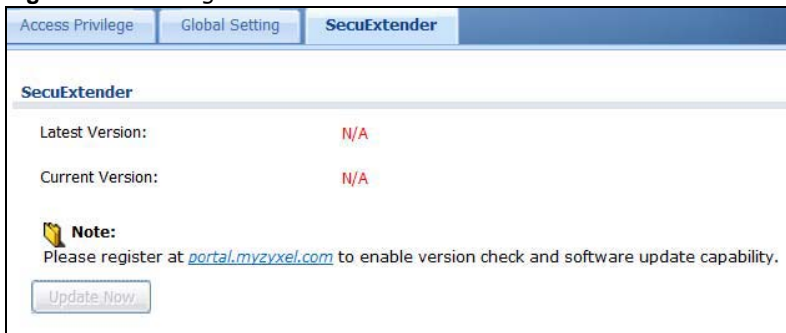 Access Privilege Global Setting SecuExtender
SecuExtender
Latest Version: N/A
Current Version: N/A
Note:
Please register at portal.myzyxel.com to enable version check and software update capability.
Update Now